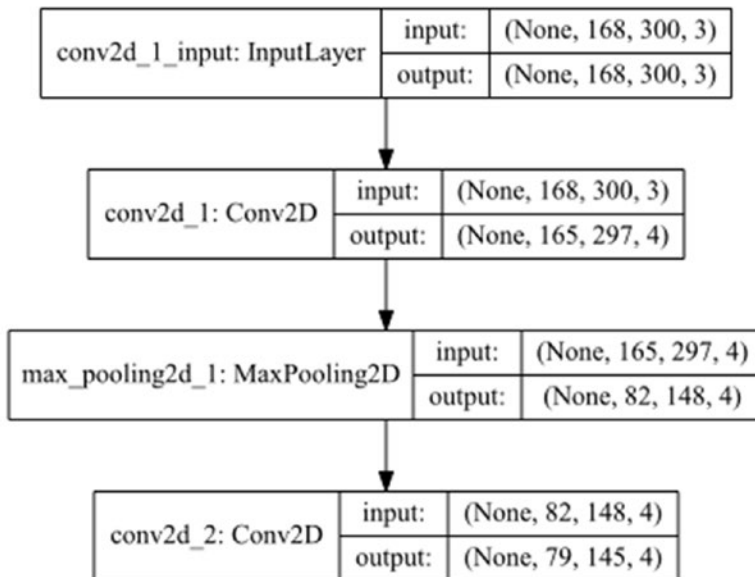 conv2d_1_input: InputLayer input: (None, 168, 300, 3)
output: (None, 168, 300, 3)
conv2d_1: Conv2D input: (None, 168, 300, 3)
output: (None, 165, 297, 4)
max_pooling2d_1: MaxPooling2D input: (None, 165, 297, 4)
output: (None, 82, 148, 4)
conv2d_2: Conv2D input: (None, 82, 148, 4)
output: (None, 79, 145, 4)